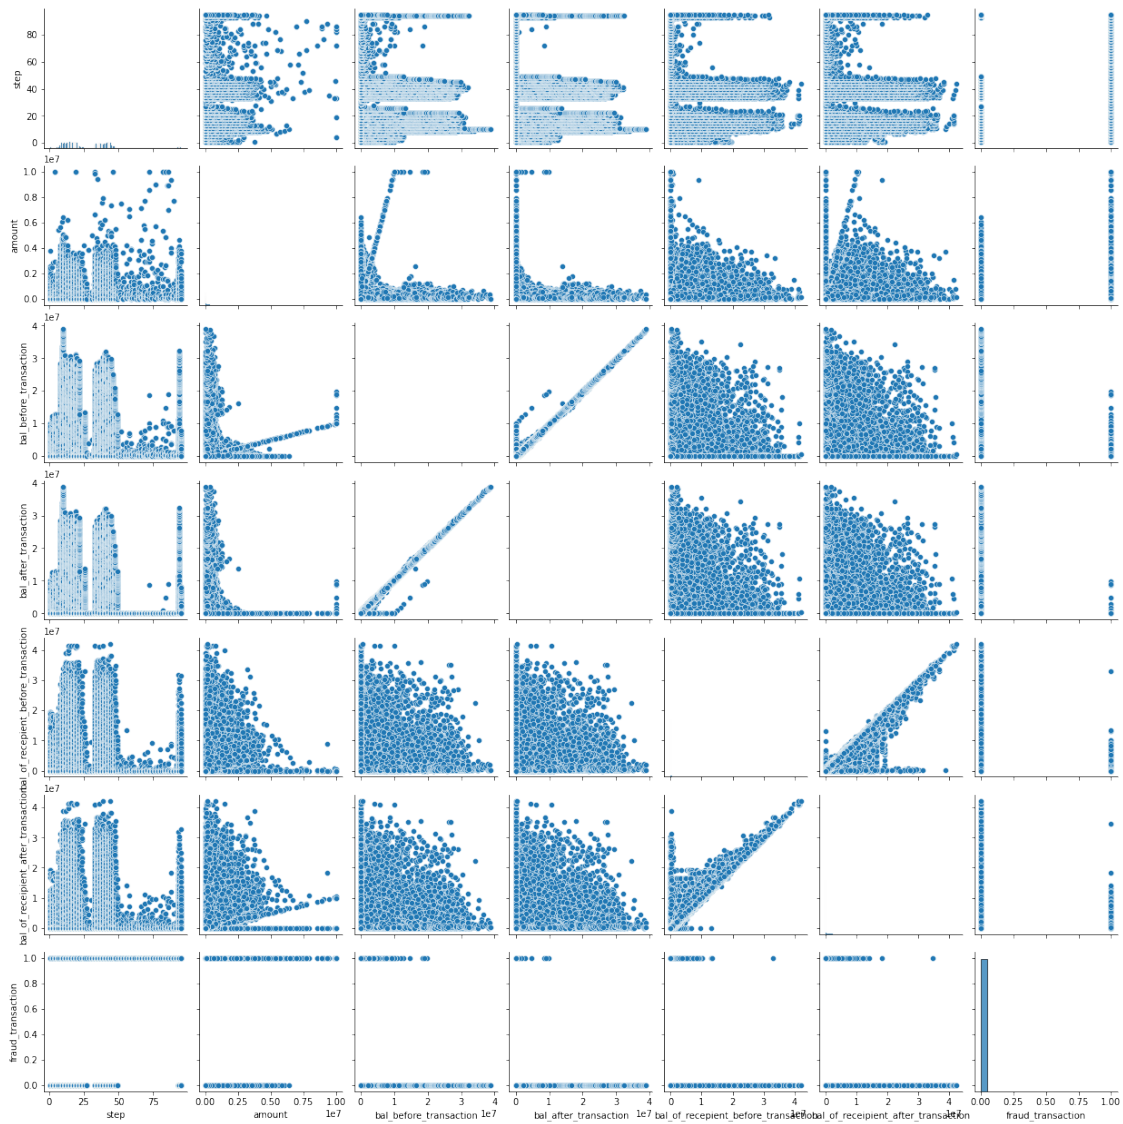 80
60
40
20
0
step
1e7
1.0
0.8
0.6
0.4
0.2
0.0
amount
1e7
4
3
2
1
0
bal_before_transaction
1e7
4
3
2
1
0
bal_after_transaction
1e7
4
3
2
1
0
bal_of_recepient_before_transaction
1e7
4
3
2
1
0
bal_of_receipient_after_transaction
1.0
0.8
0.6
0.4
0.2
0.0
fraud_transaction
0 25 50 75
step
0.00 0.25 0.50 0.75 1.00
1e7
amount
0 1 2 3 4
1e7
bal_before_transaction
0 1 2 3 4
1e7
bal_after_transaction
0 1 2 3 4
1e7
bal_of_recepient_before_transaction
0 1 2 3 4
1e7
bal_of_receipient_after_transaction
0.00 0.25 0.50 0.75 1.00
fraud_transaction